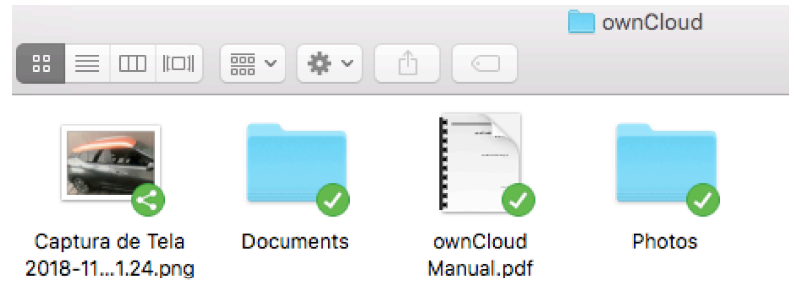 ownCloud
Captura de Tela
2018-11...1.24.png
Documents
ownCloud
Manual.pdf
Photos